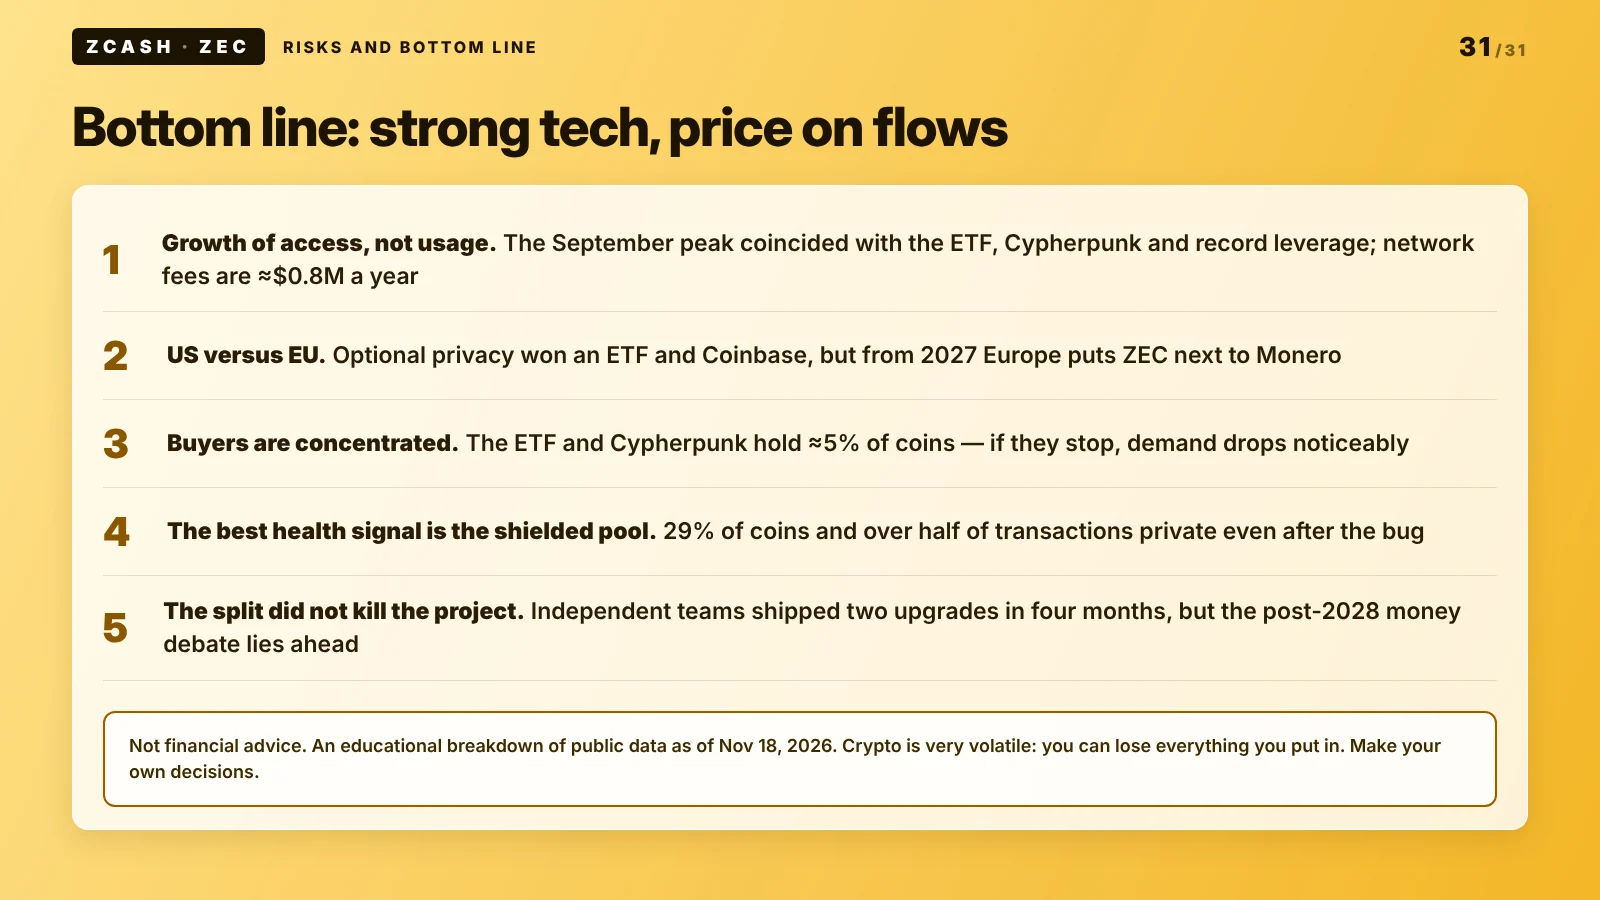 ZCASH · ZEC
RISKS AND BOTTOM LINE
31/31
Bottom line: strong tech, price on flows
1
Growth of access, not usage. The September peak coincided with the ETF, Cypherpunk and record leverage; network
fees are ≈$0.8M a year
2
US versus EU. Optional privacy won an ETF and Coinbase, but from 2027 Europe puts ZEC next to Monero
3
Buyers are concentrated. The ETF and Cypherpunk hold ≈5% of coins — if they stop, demand drops noticeably
4
The best health signal is the shielded pool. 29% of coins and over half of transactions private even after the bug
5
The split did not kill the project. Independent teams shipped two upgrades in four months, but the post-2028 money
debate lies ahead
Not financial advice. An educational breakdown of public data as of Nov 18, 2026. Crypto is very volatile: you can lose everything you put in. Make your
own decisions.